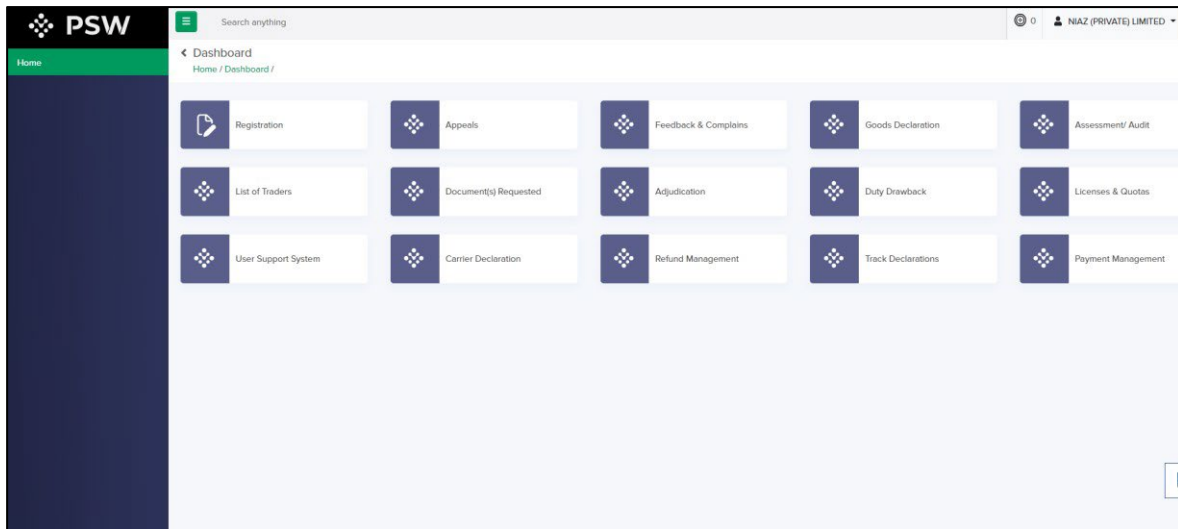 PSW
Search anything
0
NIAZ (PRIVATE) LIMITED
Home
Dashboard
Home / Dashboard /
Registration
Appeals
Feedback & Complains
Goods Declaration
Assessment/ Audit
List of Traders
Document(s) Requested
Adjudication
Duty Drawback
Licenses & Quotas
User Support System
Carrier Declaration
Refund Management
Track Declarations
Payment Management